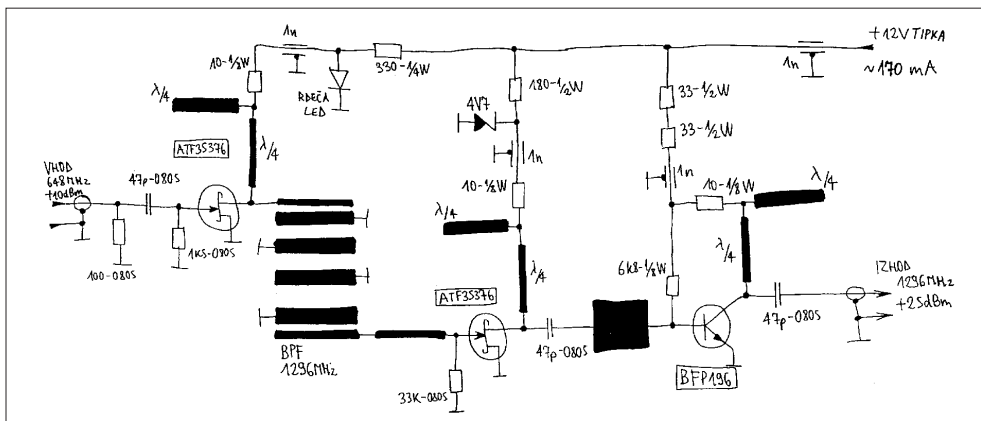 1n
+12V TIPKA
10-1/8W
330-1/4W
1n
~170 mA
RDEČA
LED
180-1/2W
33-1/2W
λ/4
4V7
33-1/2W
ATF35376
λ/4
1n
1n
VHOD
648MHz
+10dBm
47p-0805
10-1/8W
10-1/8W
λ/4
λ/4
1K5-0805
100-0805
λ/4
6k8-1/8W
λ/4
IZHOD
1296MHz
+25dBm
ATF35376
47p-0805
47p-0805
BPF
1296MHz
BFP196
33K-0805